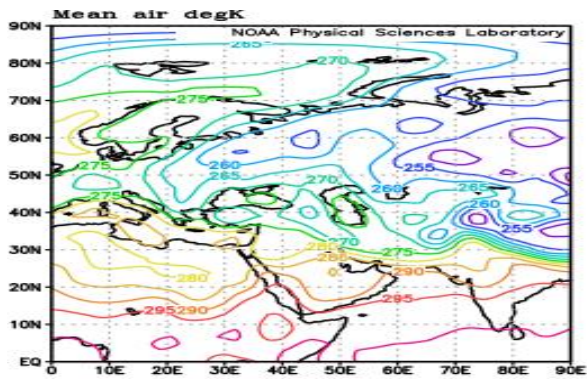 Mean air degK
NOAA Physical Sciences Laboratory
90N
80N
70N
60N
50N
40N
30N
20N
10N
EQ
265
270
275
260
255
275
265
270
265
260
275
260
255
270
275
280
280
290
295
295290
0
10E
20E
30E
40E
50E
60E
70E
80E
90E